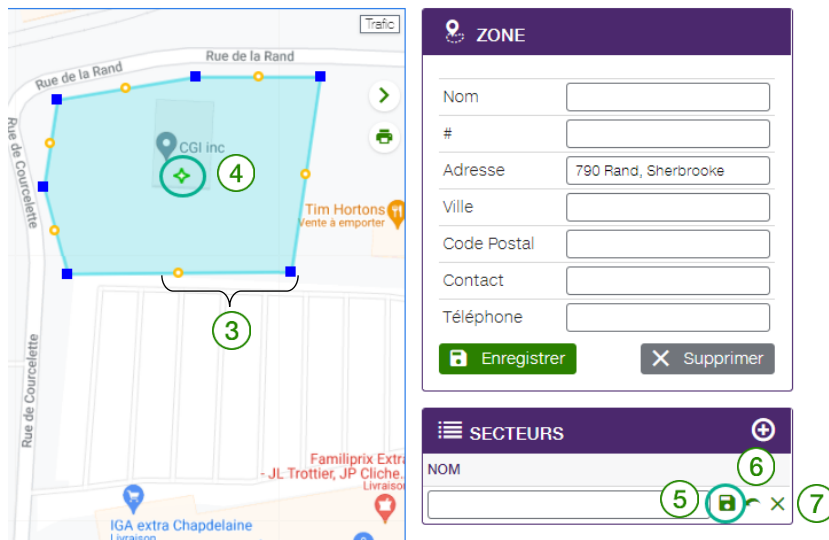 Trafic
Rue de la Rand
Rue de la Rand
Rue de Courcelette
CGI inc
4
Tim Hortons
Vente à emporter
3
Rue de Courcelette
Familiprix Extra
- JL Trottier, JP Cliche.
Livraison
IGA extra Chapdelaine
Livraison
ZONE
Nom
#
Adresse 790 Rand, Sherbrooke
Ville
Code Postal
Contact
Téléphone
Enregistrer Supprimer
SECTEURS
NOM
6
5
7